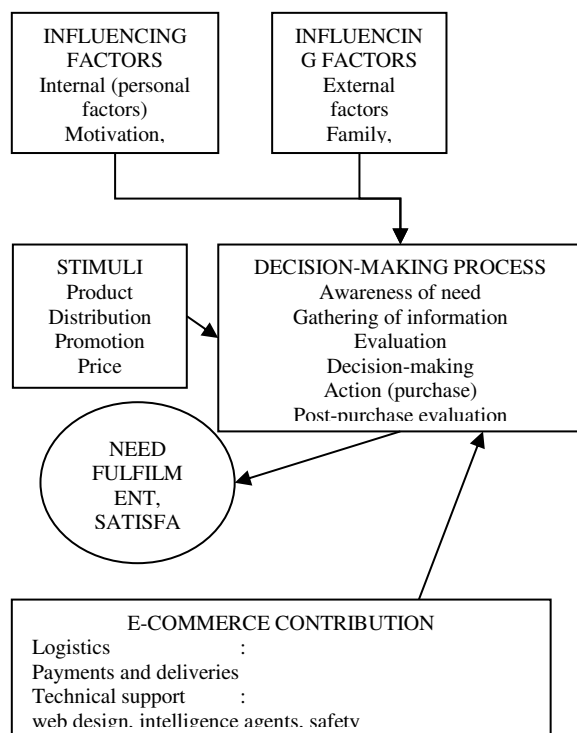 INFLUENCING
FACTORS
Internal (personal
factors)
Motivation,
INFLUENCIN
G FACTORS
External
factors
Family,
STIMULI
Product
Distribution
Promotion
Price
DECISION-MAKING PROCESS
Awareness of need
Gathering of information
Evaluation
Decision-making
Action (purchase)
Post-purchase evaluation
NEED
FULFILM
ENT,
SATISFA
E-COMMERCE CONTRIBUTION
Logistics :
Payments and deliveries
Technical support :
web design, intelligence agents, safety